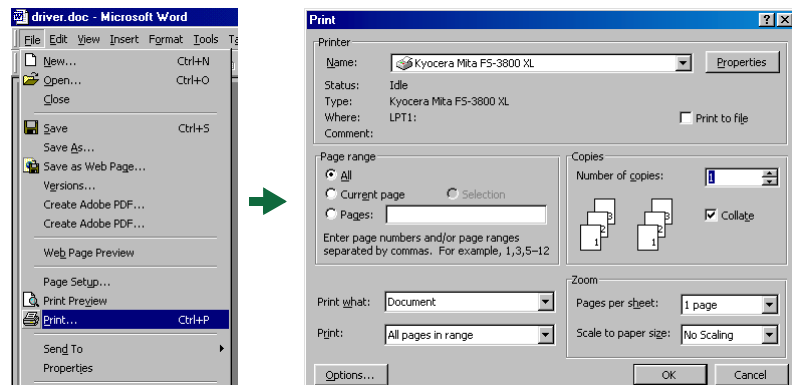 driver.doc - Microsoft Word
File Edit View Insert Format Tools
New... Ctrl+N
Open... Ctrl+O
Close
Save Ctrl+S
Save As...
Save as Web Page...
Versions...
Create Adobe PDF...
Create Adobe PDF...
Web Page Preview
Page Setup...
Print Preview
Print... Ctrl+P
Send To
Properties
Print
Printer
Name: Kyocera Mita FS-3800 XL Properties
Status: Idle
Type: Kyocera Mita FS-3800 XL
Where: LPT1: Print to file
Comment:
Page range
All
Current page Selection
Pages:
Enter page numbers and/or page ranges
separated by commas. For example, 1,3,5–12
Copies
Number of copies: 1
3 3
2 2
1 1
Collate
Print what: Document
Print: All pages in range
Zoom
Pages per sheet: 1 page
Scale to paper size: No Scaling
Options... OK Cancel